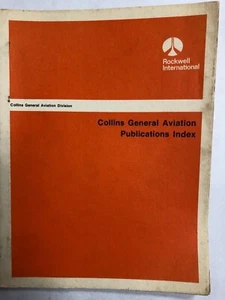 Rockwell
International
Collins General Aviation Division
Collins General Aviation
Publications Index